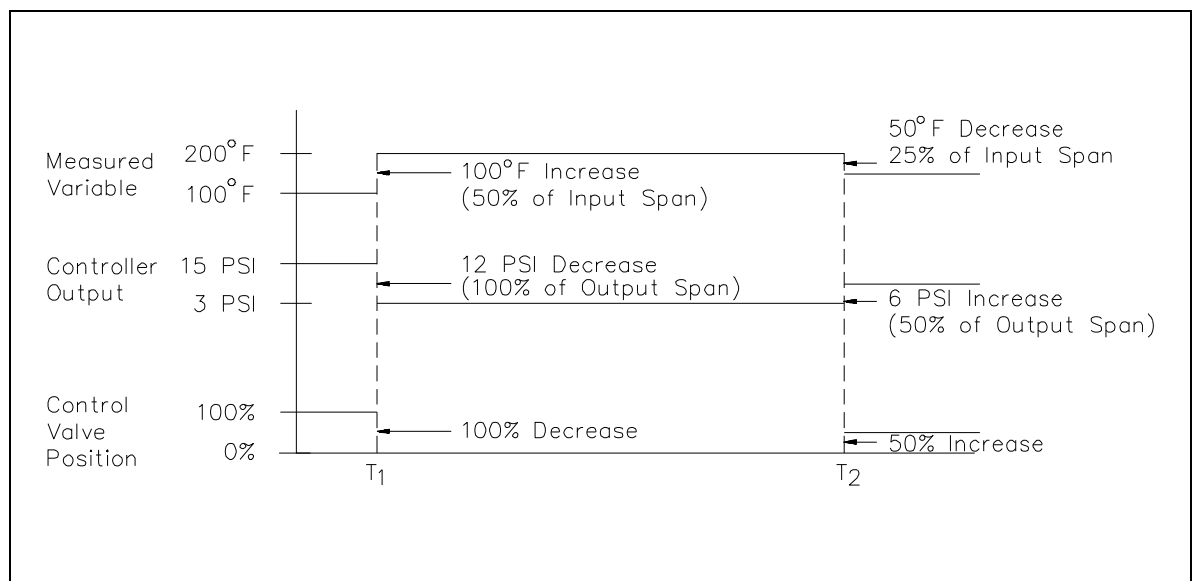 Measured
Variable
200°F
100°F
100°F Increase
(50% of Input Span)
50°F Decrease
25% of Input Span
Controller
Output
15 PSI
3 PSI
12 PSI Decrease
(100% of Output Span)
6 PSI Increase
(50% of Output Span)
Control
Valve
Position
100%
0%
100% Decrease
50% Increase
T1
T2